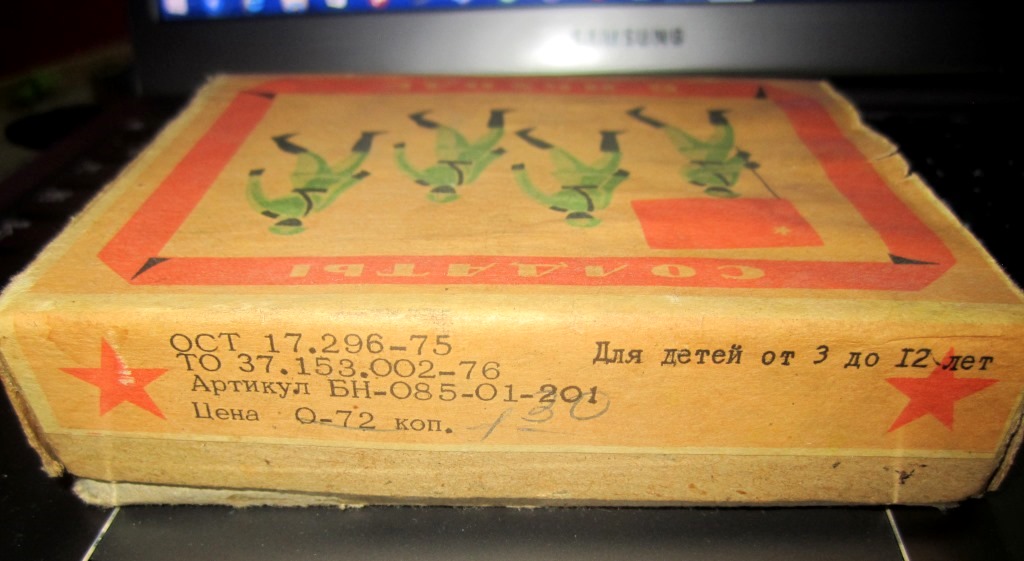 SAMSUNG
СОЛДАТЫ
ОСТ 17.296-75
ТО 37.153.002-76
Артикул БН-085-01-201
Цена 0-72 коп. 1 30
Для детей от 3 до 12 лет